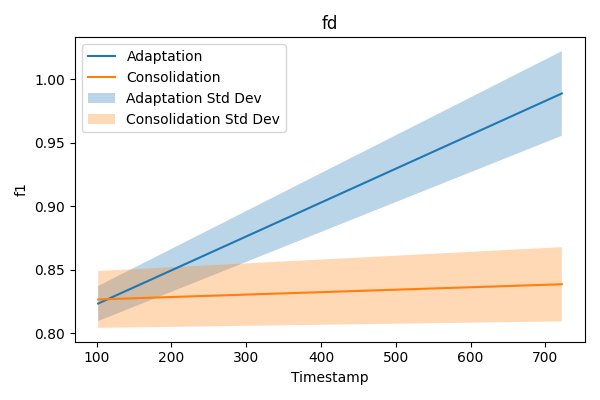 fd
Adaptation
Consolidation
Adaptation Std Dev
Consolidation Std Dev
f1
1.00
0.95
0.90
0.85
0.80
100 200 300 400 500 600 700
Timestamp